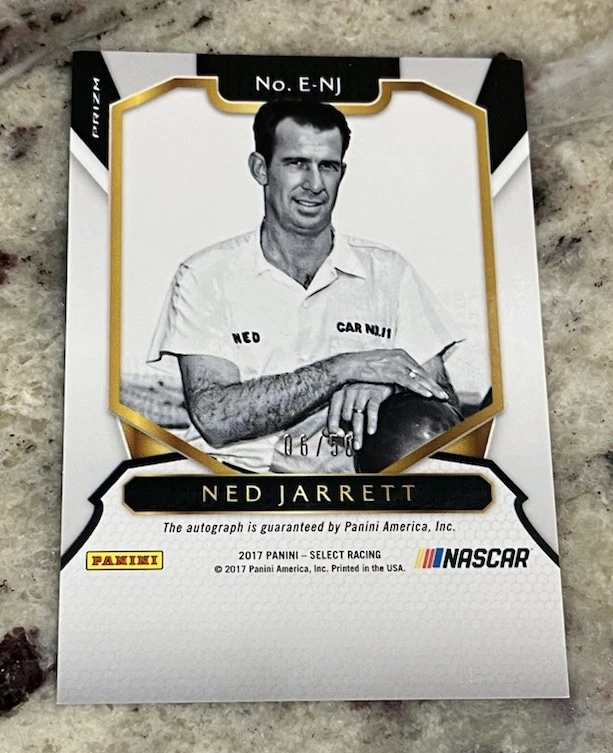 No. E-NJ
PRIZM
NED
CAR NO.11
06/50
NED JARRETT
The autograph is guaranteed by Panini America, Inc.
PANINI
2017 PANINI – SELECT RACING
© 2017 Panini America, Inc. Printed in the USA.
NASCAR